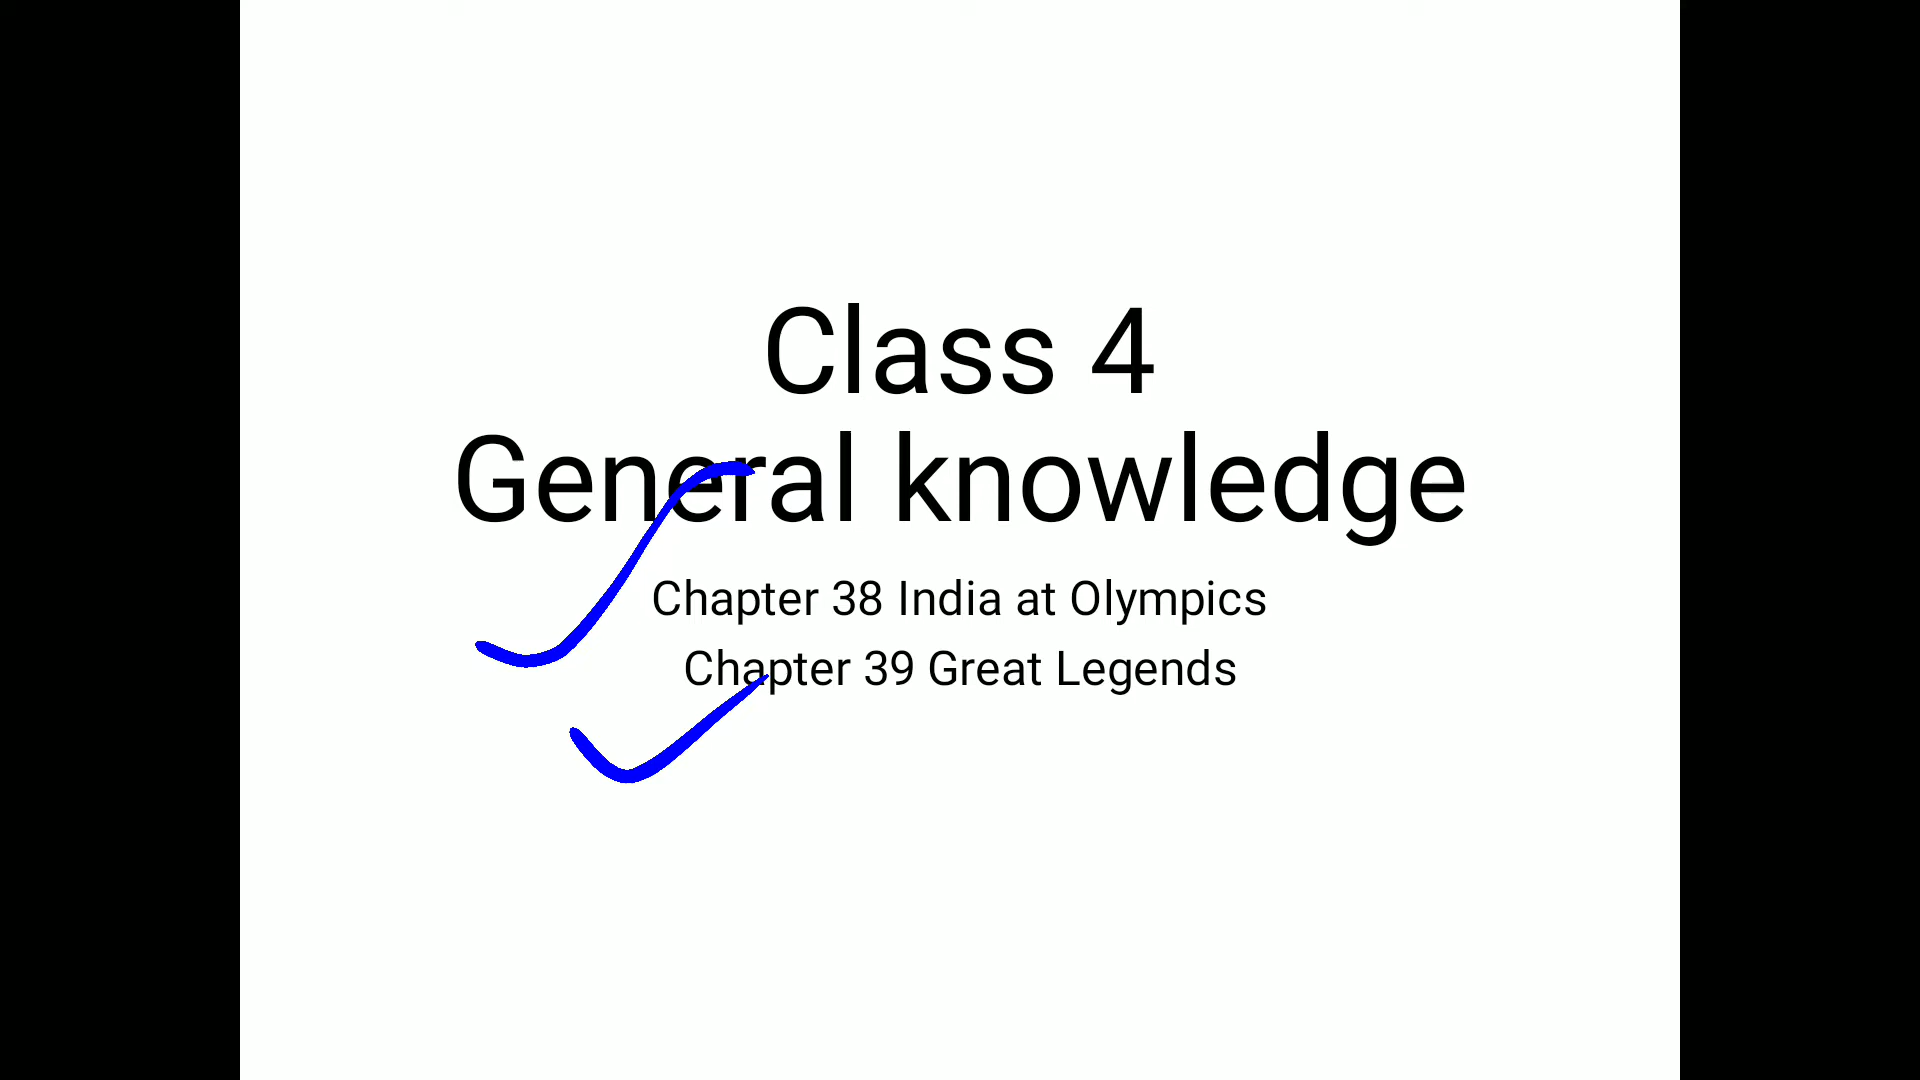 Class 4
General knowledge
Chapter 38 India at Olympics
Chapter 39 Great Legends